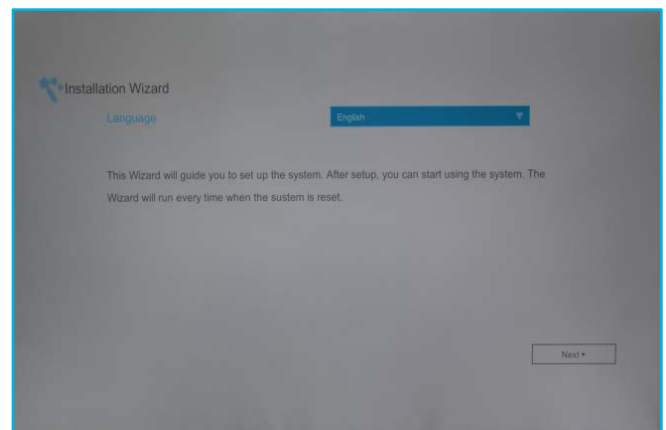 Installation Wizard
Language
English
This Wizard will guide you to set up the system. After setup, you can start using the system. The
Wizard will run every time when the sustem is reset.
Next